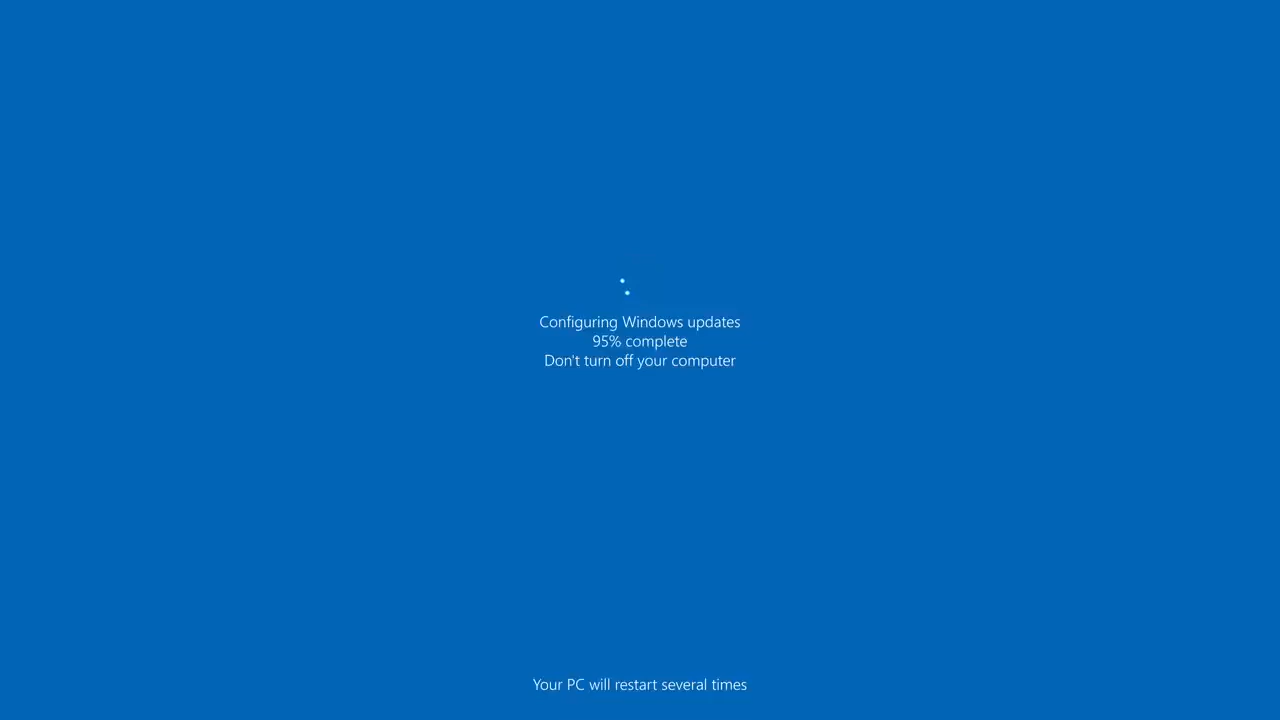 Configuring Windows updates
95% complete
Don't turn off your computer
Your PC will restart several times